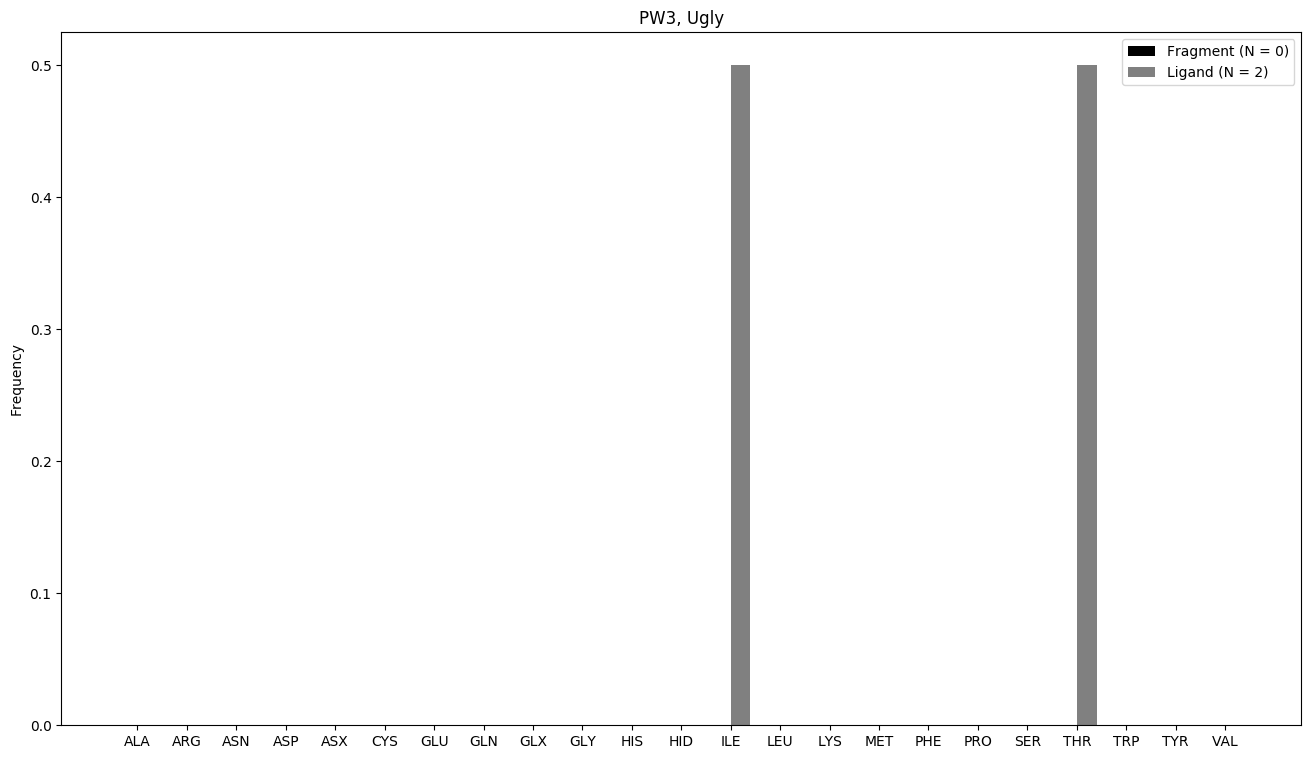 PW3, Ugly
Fragment (N = 0)
Ligand (N = 2)
0.5
0.4
0.3
0.2
0.1
0.0
Frequency
ALA ARG ASN ASP ASX CYS GLU GLN GLX GLY HIS HID ILE LEU LYS MET PHE PRO SER THR TRP TYR VAL